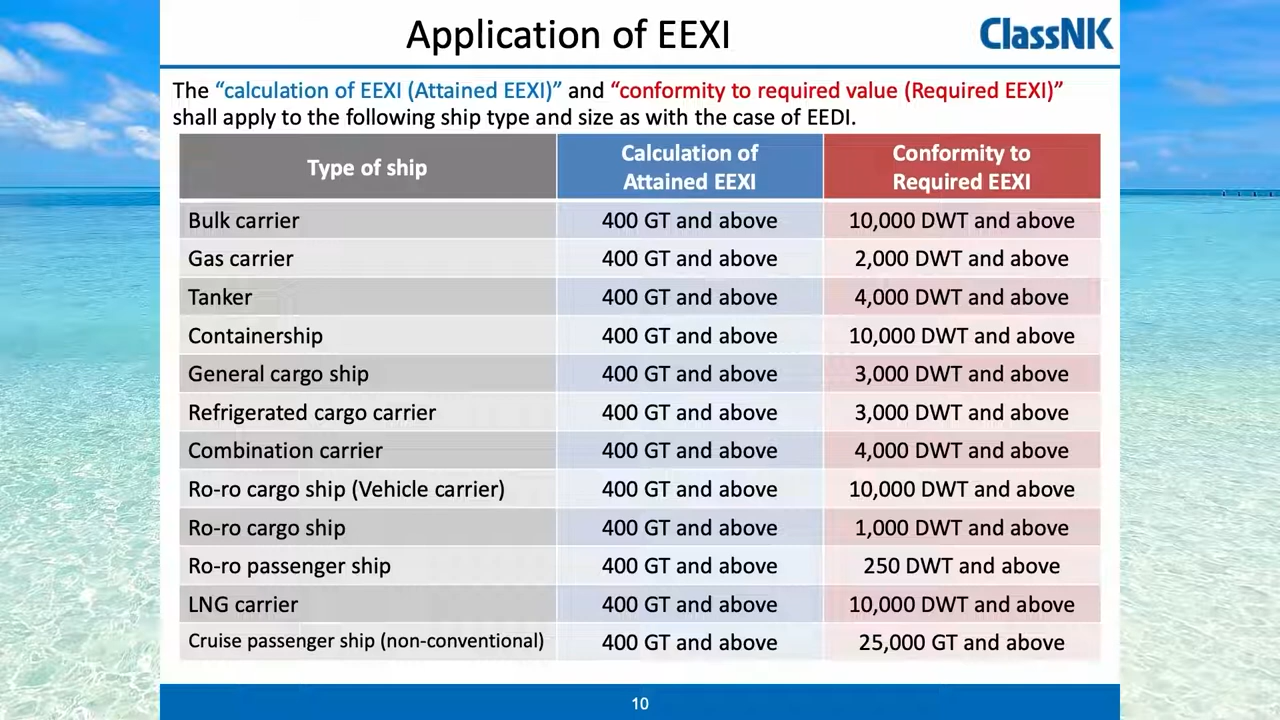 Application of EEXI
ClassNK
The “calculation of EEXI (Attained EEXI)” and “conformity to required value (Required EEXI)”
shall apply to the following ship type and size as with the case of EEDI.
Type of ship
Calculation of
Attained EEXI
Conformity to
Required EEXI
Bulk carrier 400 GT and above 10,000 DWT and above
Gas carrier 400 GT and above 2,000 DWT and above
Tanker 400 GT and above 4,000 DWT and above
Containership 400 GT and above 10,000 DWT and above
General cargo ship 400 GT and above 3,000 DWT and above
Refrigerated cargo carrier 400 GT and above 3,000 DWT and above
Combination carrier 400 GT and above 4,000 DWT and above
Ro-ro cargo ship (Vehicle carrier) 400 GT and above 10,000 DWT and above
Ro-ro cargo ship 400 GT and above 1,000 DWT and above
Ro-ro passenger ship 400 GT and above 250 DWT and above
LNG carrier 400 GT and above 10,000 DWT and above
Cruise passenger ship (non-conventional) 400 GT and above 25,000 GT and above
10